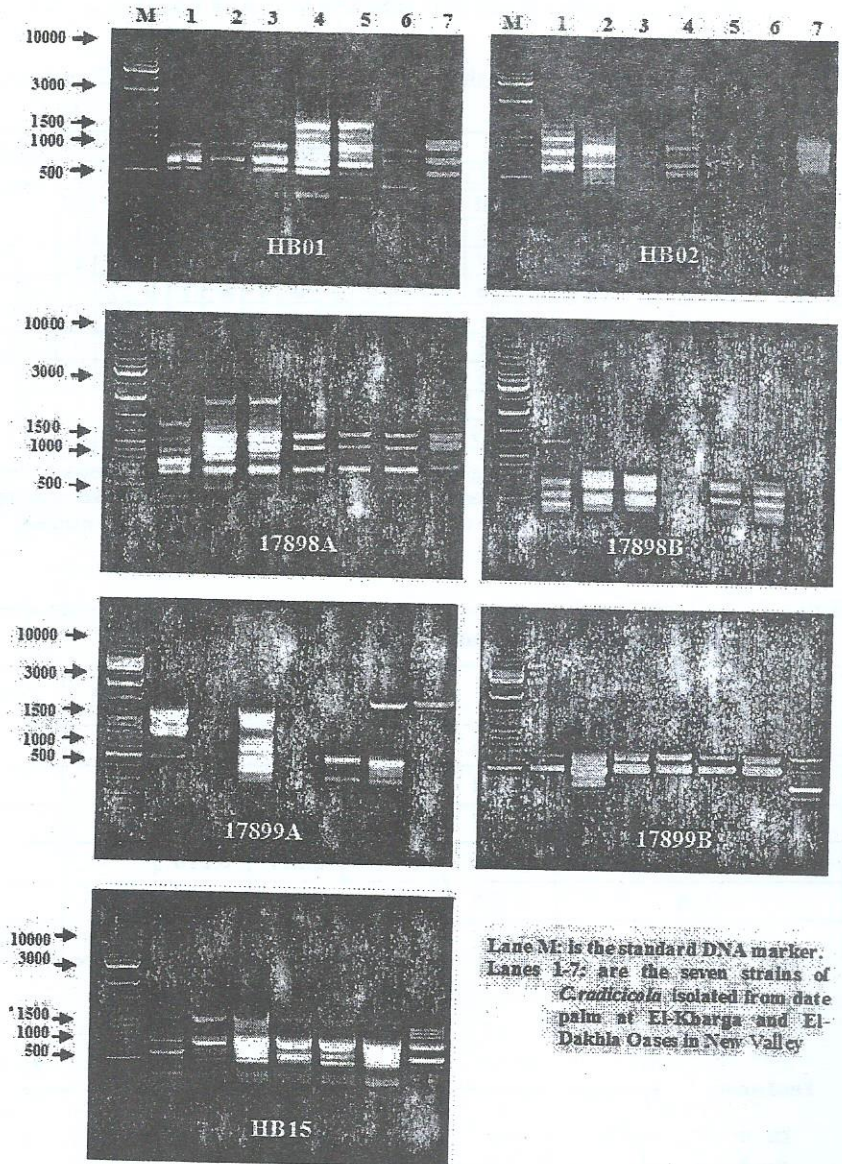 M 1 2 3 4 5 6 7
10000
3000
1500
1000
500
HB01
M 1 2 3 4 5 6 7
HB02
10000
3000
1500
1000
500
17898A
17898B
10000
3000
1500
1000
500
17899A
17899B
10000
3000
1500
1000
500
HB15
Lane M: is the standard DNA marker.
Lanes 1-7: are the seven strains of
C.radicicola isolated from date
palm at El-Kharga and El-
Dakhla Oases in New Valley